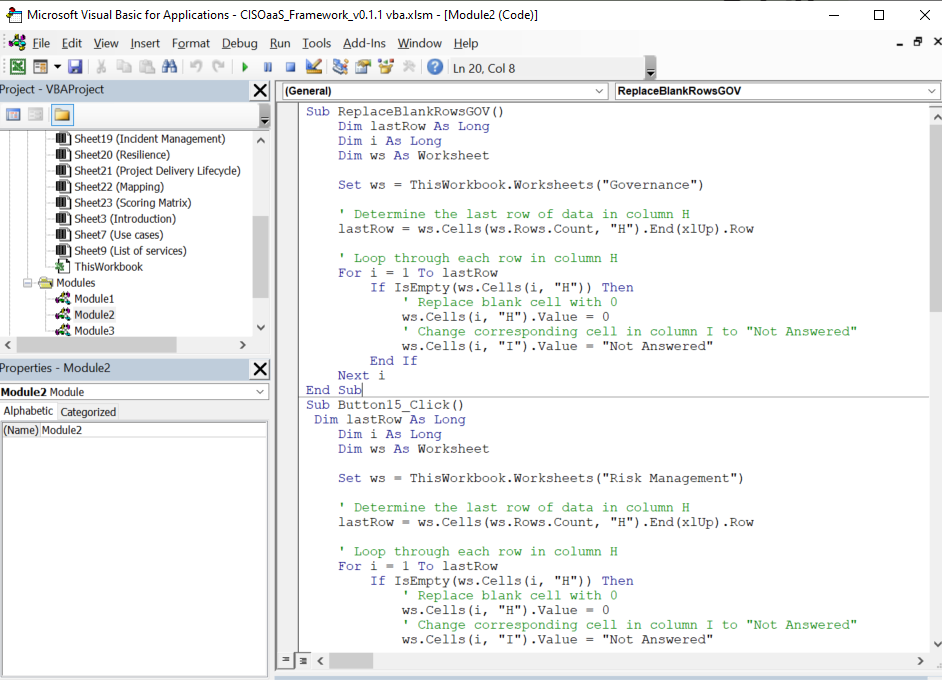 Microsoft Visual Basic for Applications - CISOaaS_Framework_v0.1.1 vba.xlsm - [Module2 (Code)]
File Edit View Insert Format Debug Run Tools Add-Ins Window Help
Ln 20, Col 8
Project - VBAProject
Sheet19 (Incident Management)
Sheet20 (Resilience)
Sheet21 (Project Delivery Lifecycle)
Sheet22 (Mapping)
Sheet23 (Scoring Matrix)
Sheet3 (Introduction)
Sheet7 (Use cases)
Sheet9 (List of services)
ThisWorkbook
Modules
Module1
Module2
Module3
Properties - Module2
Module2 Module
Alphabetic Categorized
(Name) Module2
(General) ReplaceBlankRowsGOV
Sub ReplaceBlankRowsGOV()
    Dim lastRow As Long
    Dim i As Long
    Dim ws As Worksheet
    Set ws = ThisWorkbook.Worksheets("Governance")
    ' Determine the last row of data in column H
    lastRow = ws.Cells(ws.Rows.Count, "H").End(xlUp).Row
    ' Loop through each row in column H
    For i = 1 To lastRow
        If IsEmpty(ws.Cells(i, "H")) Then
            ' Replace blank cell with 0
            ws.Cells(i, "H").Value = 0
            ' Change corresponding cell in column I to "Not Answered"
            ws.Cells(i, "I").Value = "Not Answered"
        End If
    Next i
End Sub
Sub Button15_Click()
 Dim lastRow As Long
    Dim i As Long
    Dim ws As Worksheet
    Set ws = ThisWorkbook.Worksheets("Risk Management")
    ' Determine the last row of data in column H
    lastRow = ws.Cells(ws.Rows.Count, "H").End(xlUp).Row
    ' Loop through each row in column H
    For i = 1 To lastRow
        If IsEmpty(ws.Cells(i, "H")) Then
            ' Replace blank cell with 0
            ws.Cells(i, "H").Value = 0
            ' Change corresponding cell in column I to "Not Answered"
            ws.Cells(i, "I").Value = "Not Answered"